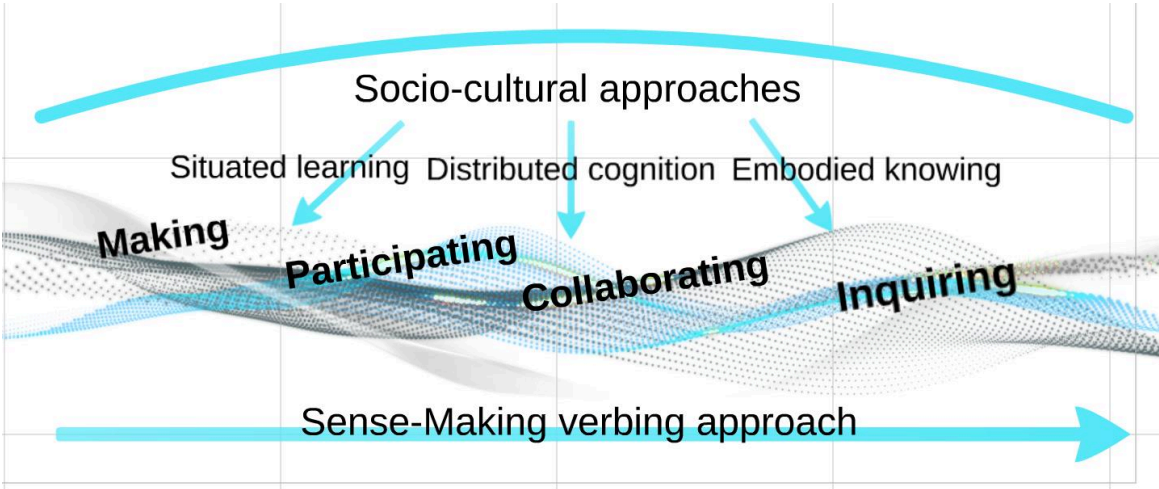 Socio-cultural approaches
Situated learning Distributed cognition Embodied knowing
Making
Participating
Collaborating
Inquiring
Sense-Making verbing approach